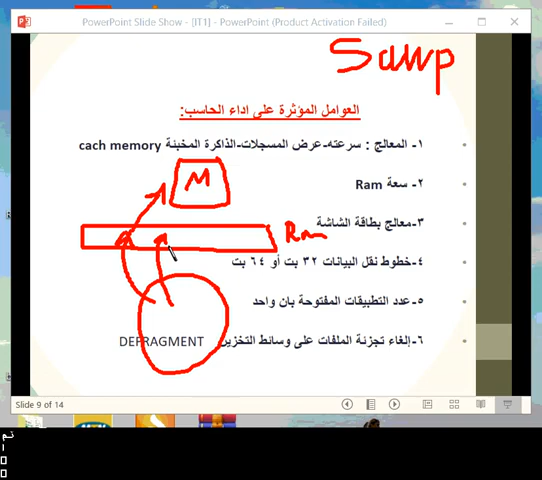 PowerPoint Slide Show - [IT1] - PowerPoint (Product Activation Failed)
Sawp
العوامل المؤثرة على اداء الحاسب:
١- المعالج : سرعته-عرض المسجلات-الذاكرة المخبئة cach memory
M
٢- سعة Ram
٣-معالج بطاقة الشاشة
Ram
٤- خطوط نقل البيانات ٣٢ بت أو ٦٤ بت
٥- عدد التطبيقات المفتوحة بان واحد
٦-إلغاء تجزئة الملفات على وسائط التخزين DEFRAGMENT
Slide 9 of 14